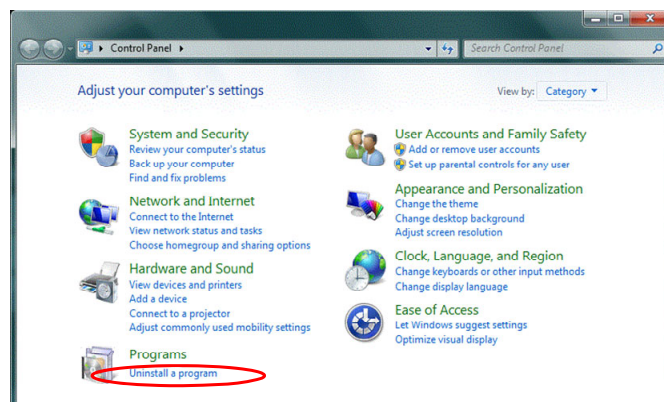 Control Panel
Search Control Panel
Adjust your computer's settings
View by: Category
System and Security
Review your computer's status
Back up your computer
Find and fix problems
Network and Internet
Connect to the Internet
View network status and tasks
Choose homegroup and sharing options
Hardware and Sound
View devices and printers
Add a device
Connect to a projector
Adjust commonly used mobility settings
Programs
Uninstall a program
User Accounts and Family Safety
Add or remove user accounts
Set up parental controls for any user
Appearance and Personalization
Change the theme
Change desktop background
Adjust screen resolution
Clock, Language, and Region
Change keyboards or other input methods
Change display language
Ease of Access
Let Windows suggest settings
Optimize visual display